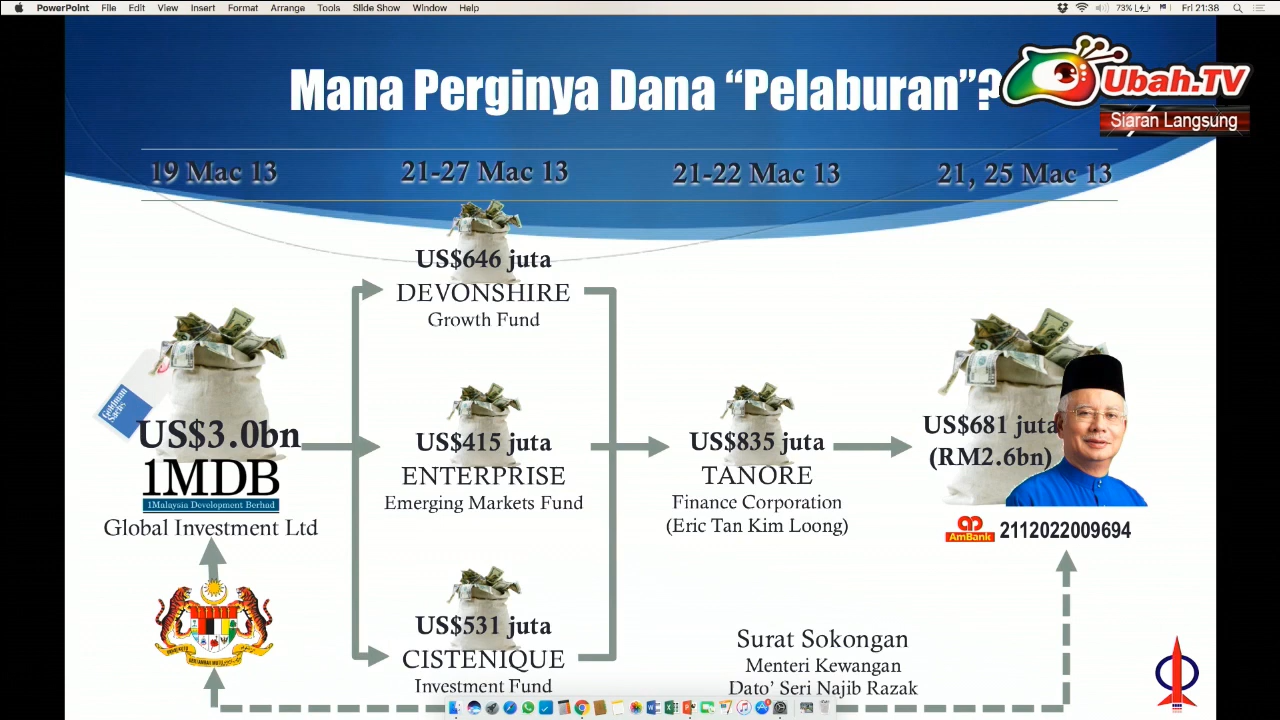 PowerPoint File Edit View Insert Format Arrange Tools Slide Show Window Help 73% Fri 21:38
Mana Perginya Dana “Pelaburan”?
Ubah.TV
Siaran Langsung
19 Mac 13 21-27 Mac 13 21-22 Mac 13 21, 25 Mac 13
US$646 juta
DEVONSHIRE
Growth Fund
Goldman
Sachs
US$3.0bn
1MDB
1Malaysia Development Berhad
Global Investment Ltd
US$415 juta
ENTERPRISE
Emerging Markets Fund
US$835 juta
TANORE
Finance Corporation
(Eric Tan Kim Loong)
US$681 juta
(RM2.6bn)
AmBank 2112022009694
US$531 juta
CISTENIQUE
Investment Fund
Surat Sokongan
Menteri Kewangan
Dato’ Seri Najib Razak